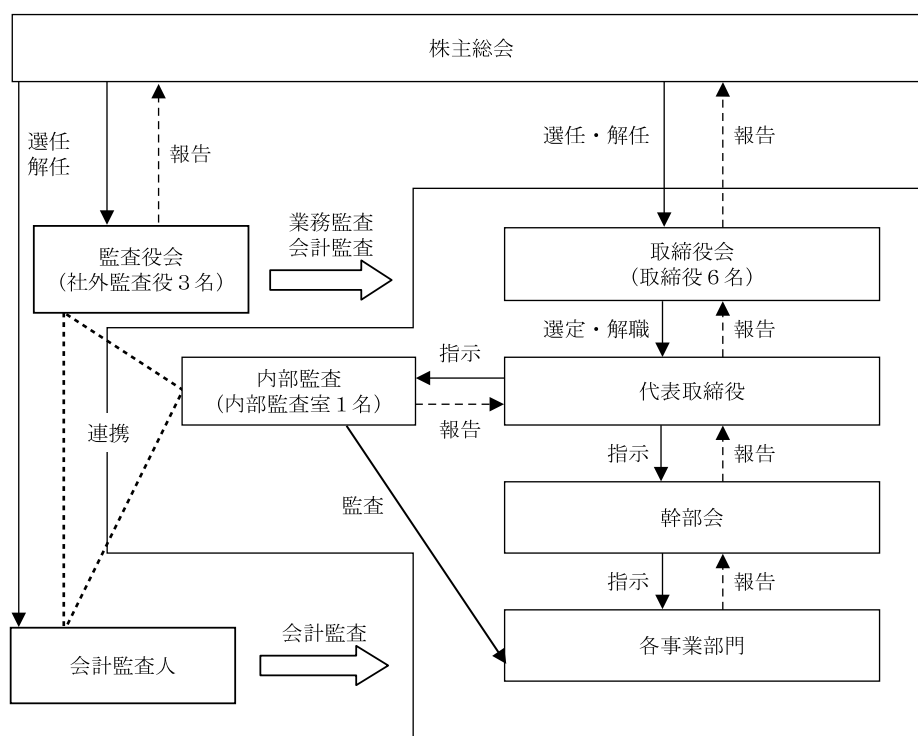 株主総会
選任
解任
報告
選任・解任
報告
業務監査
会計監査
監査役会
（社外監査役３名）
取締役会
（取締役６名）
選定・解職
報告
指示
内部監査
（内部監査室１名）
代表取締役
報告
連携
指示
報告
監査
幹部会
指示
報告
会計監査
会計監査人
各事業部門